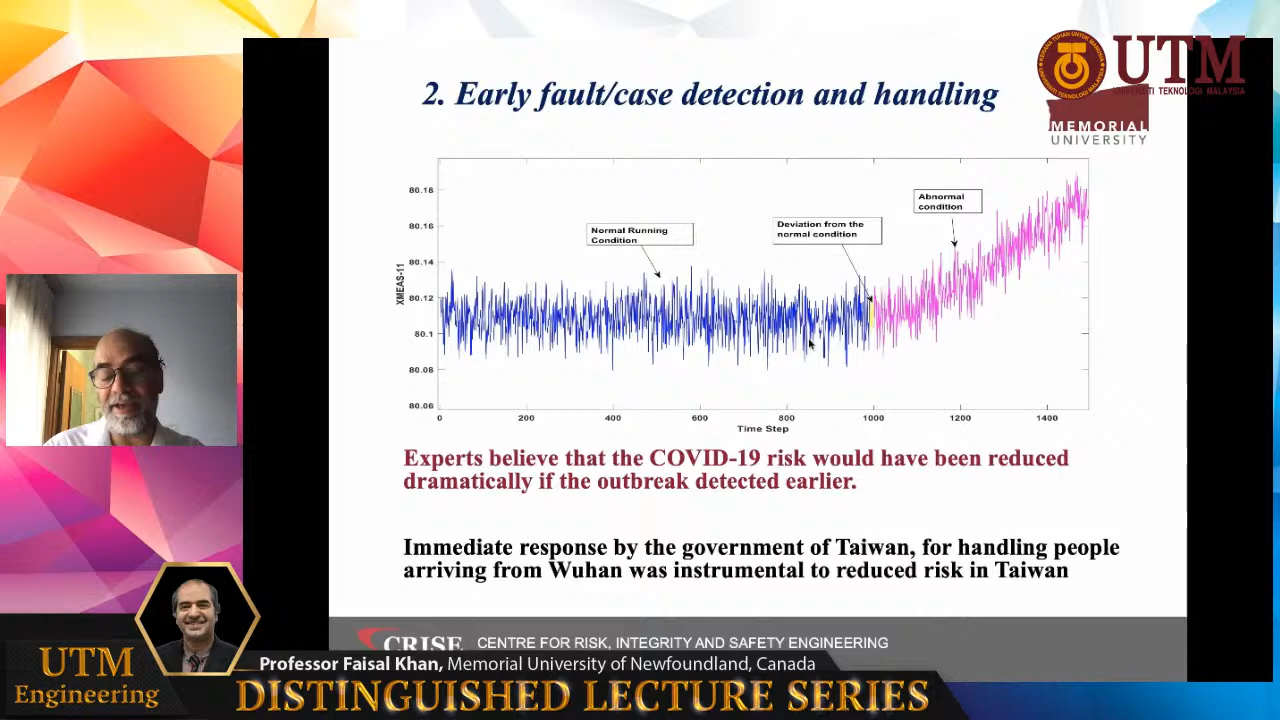 UTM
UNIVERSITI TEKNOLOGI MALAYSIA
MEMORIAL
UNIVERSITY
2. Early fault/case detection and handling
80.18
80.16
80.14
80.12
80.1
80.08
80.06
XMEAS-11
Normal Running
Condition
Deviation from the
normal condition
Abnormal
condition
0 200 400 600 800 1000 1200 1400
Time Step
Experts believe that the COVID-19 risk would have been reduced
dramatically if the outbreak detected earlier.
Immediate response by the government of Taiwan, for handling people
arriving from Wuhan was instrumental to reduced risk in Taiwan
CRISE CENTRE FOR RISK, INTEGRITY AND SAFETY ENGINEERING
Professor Faisal Khan, Memorial University of Newfoundland, Canada
UTM
Engineering
DISTINGUISHED LECTURE SERIES